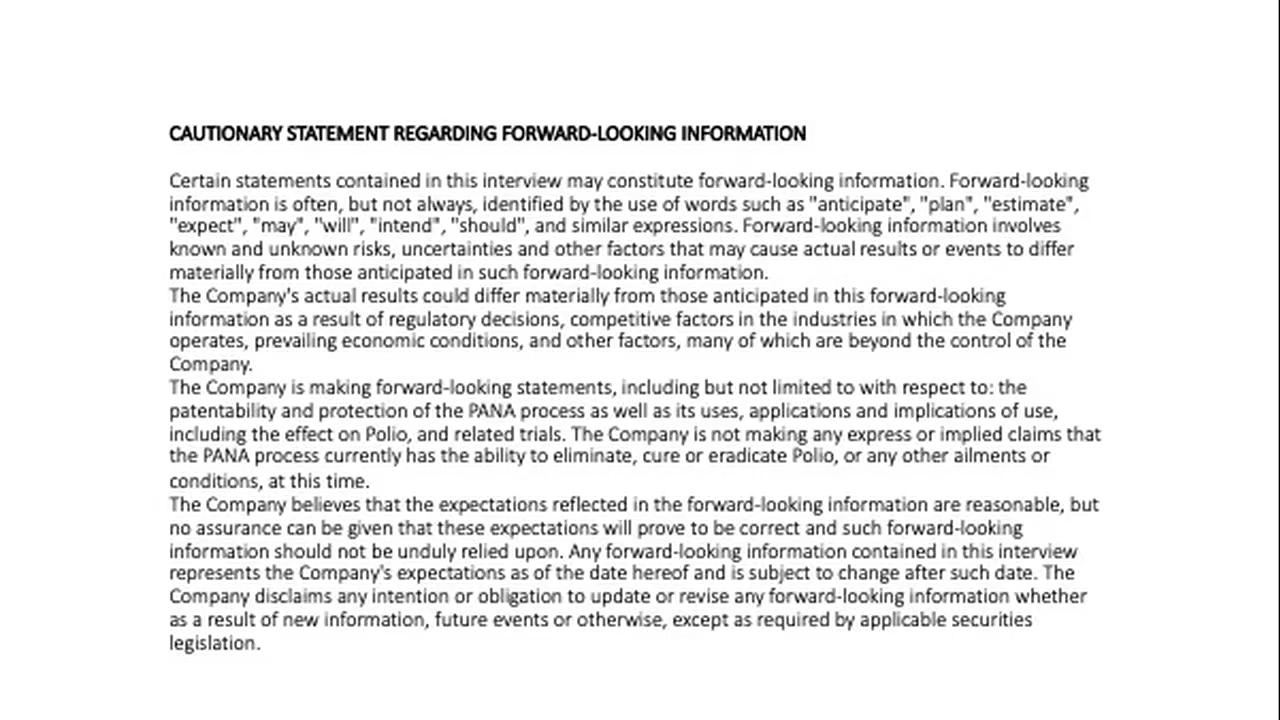 CAUTIONARY STATEMENT REGARDING FORWARD-LOOKING INFORMATION
Certain statements contained in this interview may constitute forward-looking information. Forward-looking
information is often, but not always, identified by the use of words such as "anticipate", "plan", "estimate",
"expect", "may", "will", "intend", "should", and similar expressions. Forward-looking information involves
known and unknown risks, uncertainties and other factors that may cause actual results or events to differ
materially from those anticipated in such forward-looking information.
The Company's actual results could differ materially from those anticipated in this forward-looking
information as a result of regulatory decisions, competitive factors in the industries in which the Company
operates, prevailing economic conditions, and other factors, many of which are beyond the control of the
Company.
The Company is making forward-looking statements, including but not limited to with respect to: the
patentability and protection of the PANA process as well as its uses, applications and implications of use,
including the effect on Polio, and related trials. The Company is not making any express or implied claims that
the PANA process currently has the ability to eliminate, cure or eradicate Polio, or any other ailments or
conditions, at this time.
The Company believes that the expectations reflected in the forward-looking information are reasonable, but
no assurance can be given that these expectations will prove to be correct and such forward-looking
information should not be unduly relied upon. Any forward-looking information contained in this interview
represents the Company's expectations as of the date hereof and is subject to change after such date. The
Company disclaims any intention or obligation to update or revise any forward-looking information whether
as a result of new information, future events or otherwise, except as required by applicable securities
legislation.